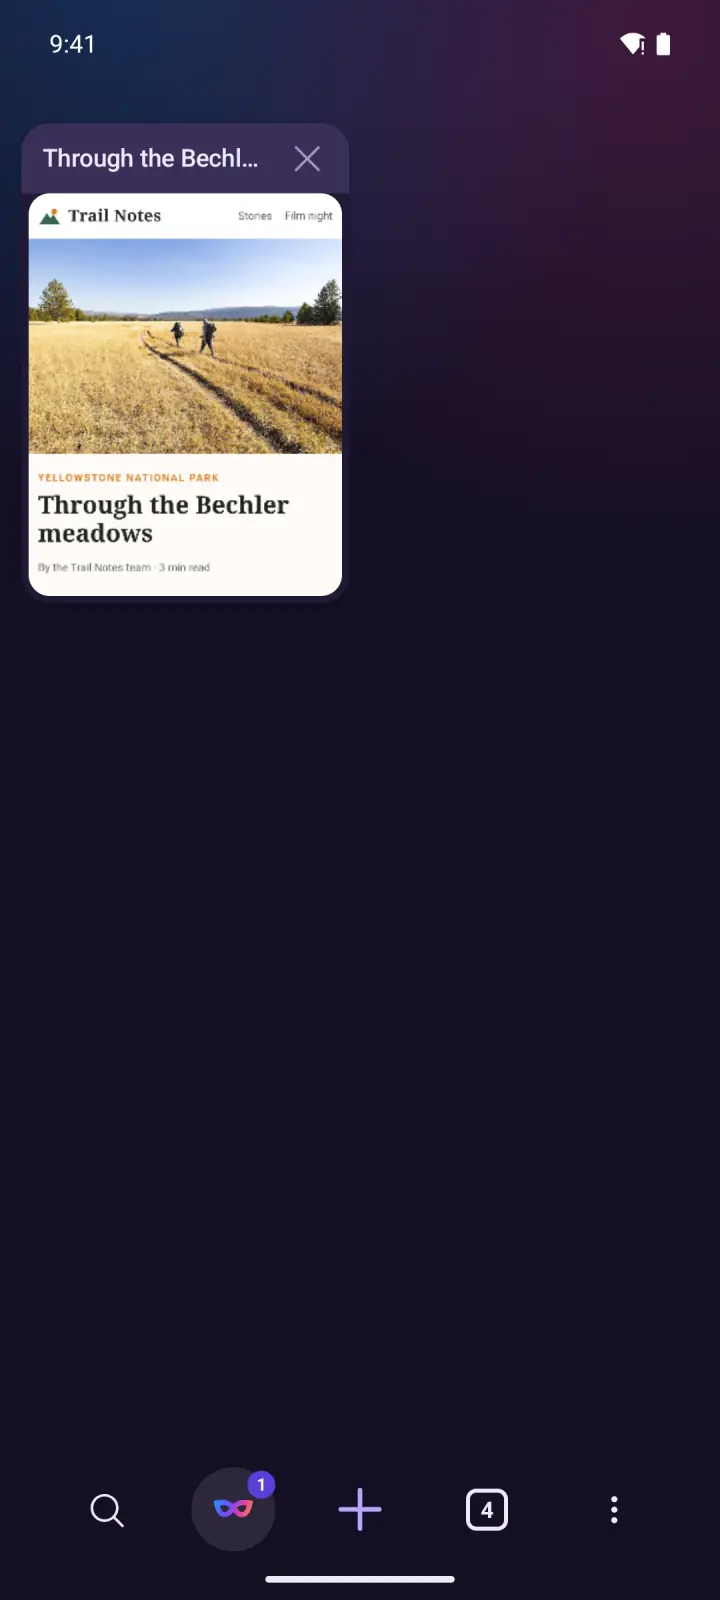 9:41
Through the Bechl...
Trail Notes
Stories Film night
YELLOWSTONE NATIONAL PARK
Through the Bechler
meadows
By the Trail Notes team · 3 min read
1
4